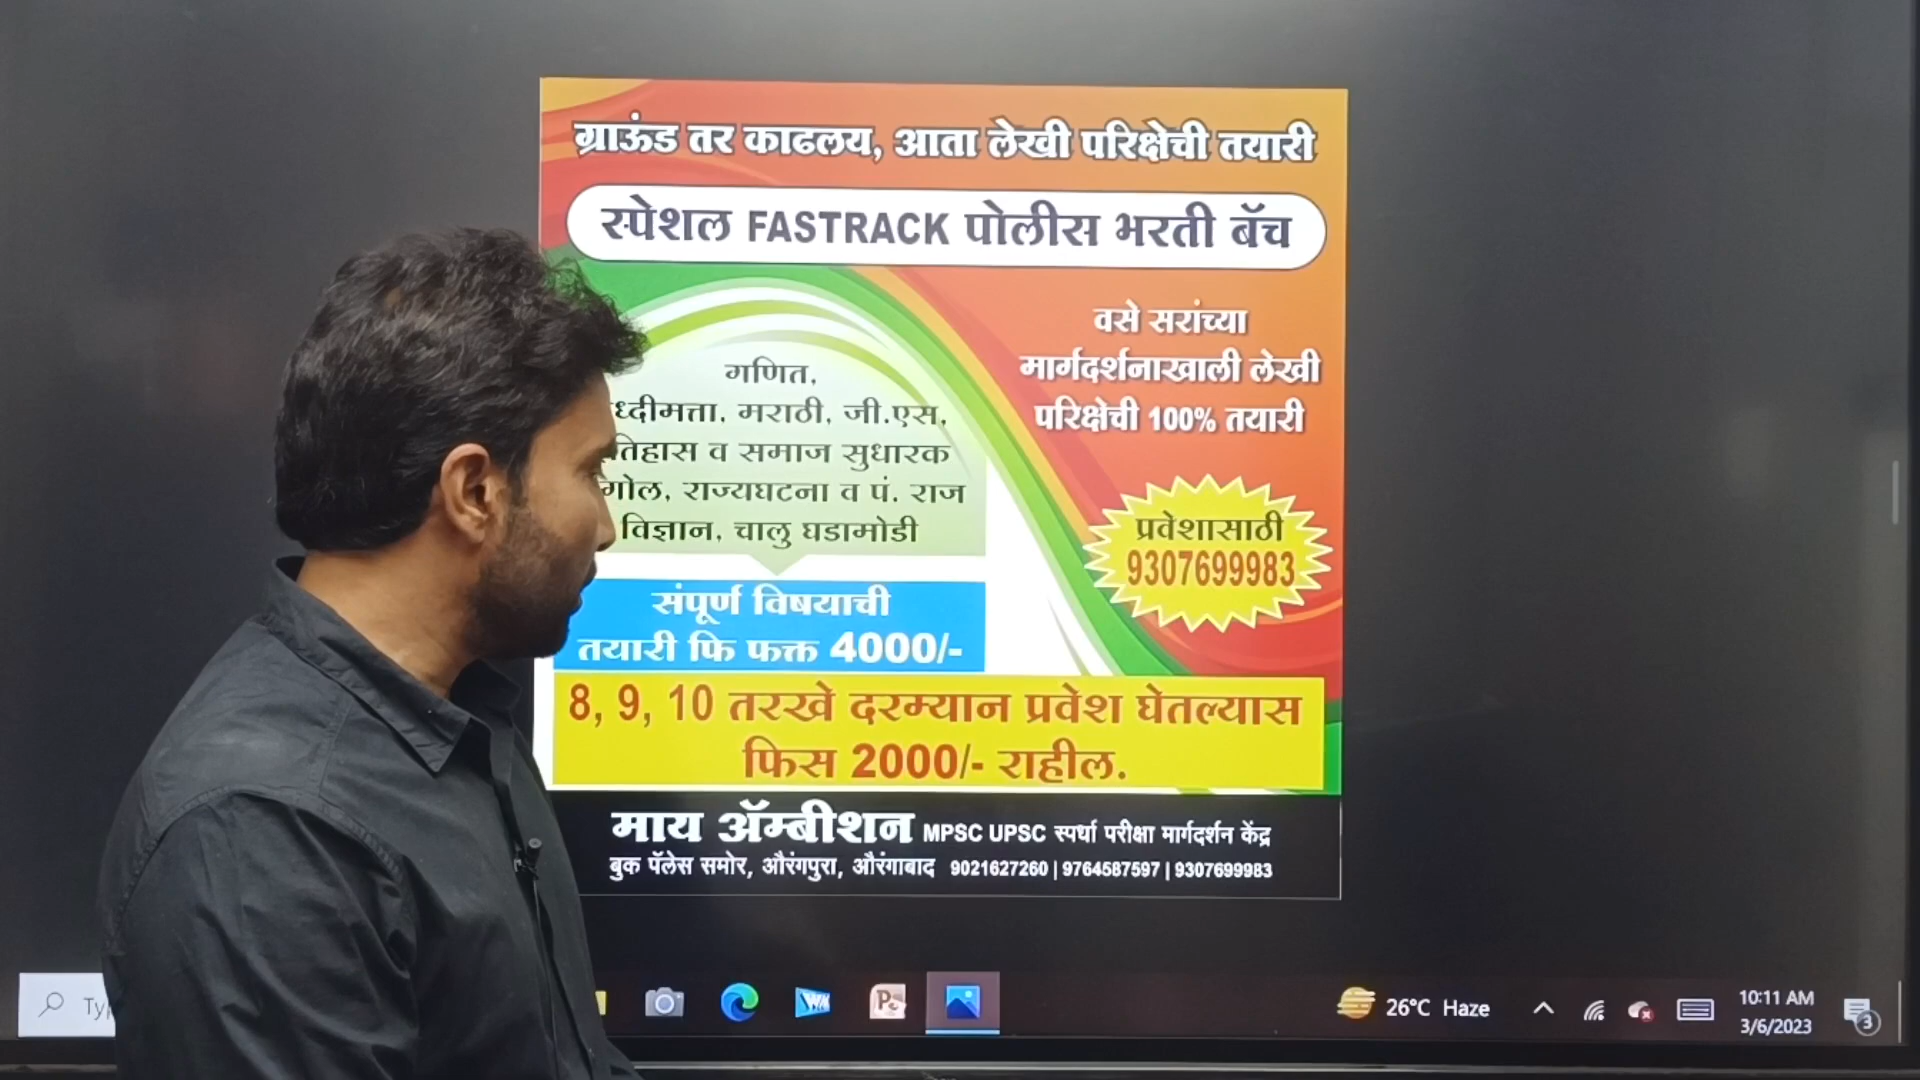 ग्राऊंड तर काढलय, आता लेखी परिक्षेची तयारी
स्पेशल FASTRACK पोलीस भरती बॅच
वसे सरांच्या
मार्गदर्शनाखाली लेखी
परिक्षेची 100% तयारी
गणित,
मराठी, जी.एस,
व समाज सुधारक
राज्यघटना व पं. राज
विज्ञान, चालु घडामोडी
प्रवेशासाठी
9307699983
संपूर्ण विषयाची
तयारी फि फक्त 4000/-
8, 9, 10 तरखे दरम्यान प्रवेश घेतल्यास
फिस 2000/- राहील.
माय ॲम्बीशन MPSC UPSC स्पर्धा परीक्षा मार्गदर्शन केंद्र
बुक पॅलेस समोर, औरंगपुरा, औरंगाबाद 9021627260 | 9764587597 | 9307699983
26°C Haze
10:11 AM
3/6/2023
3